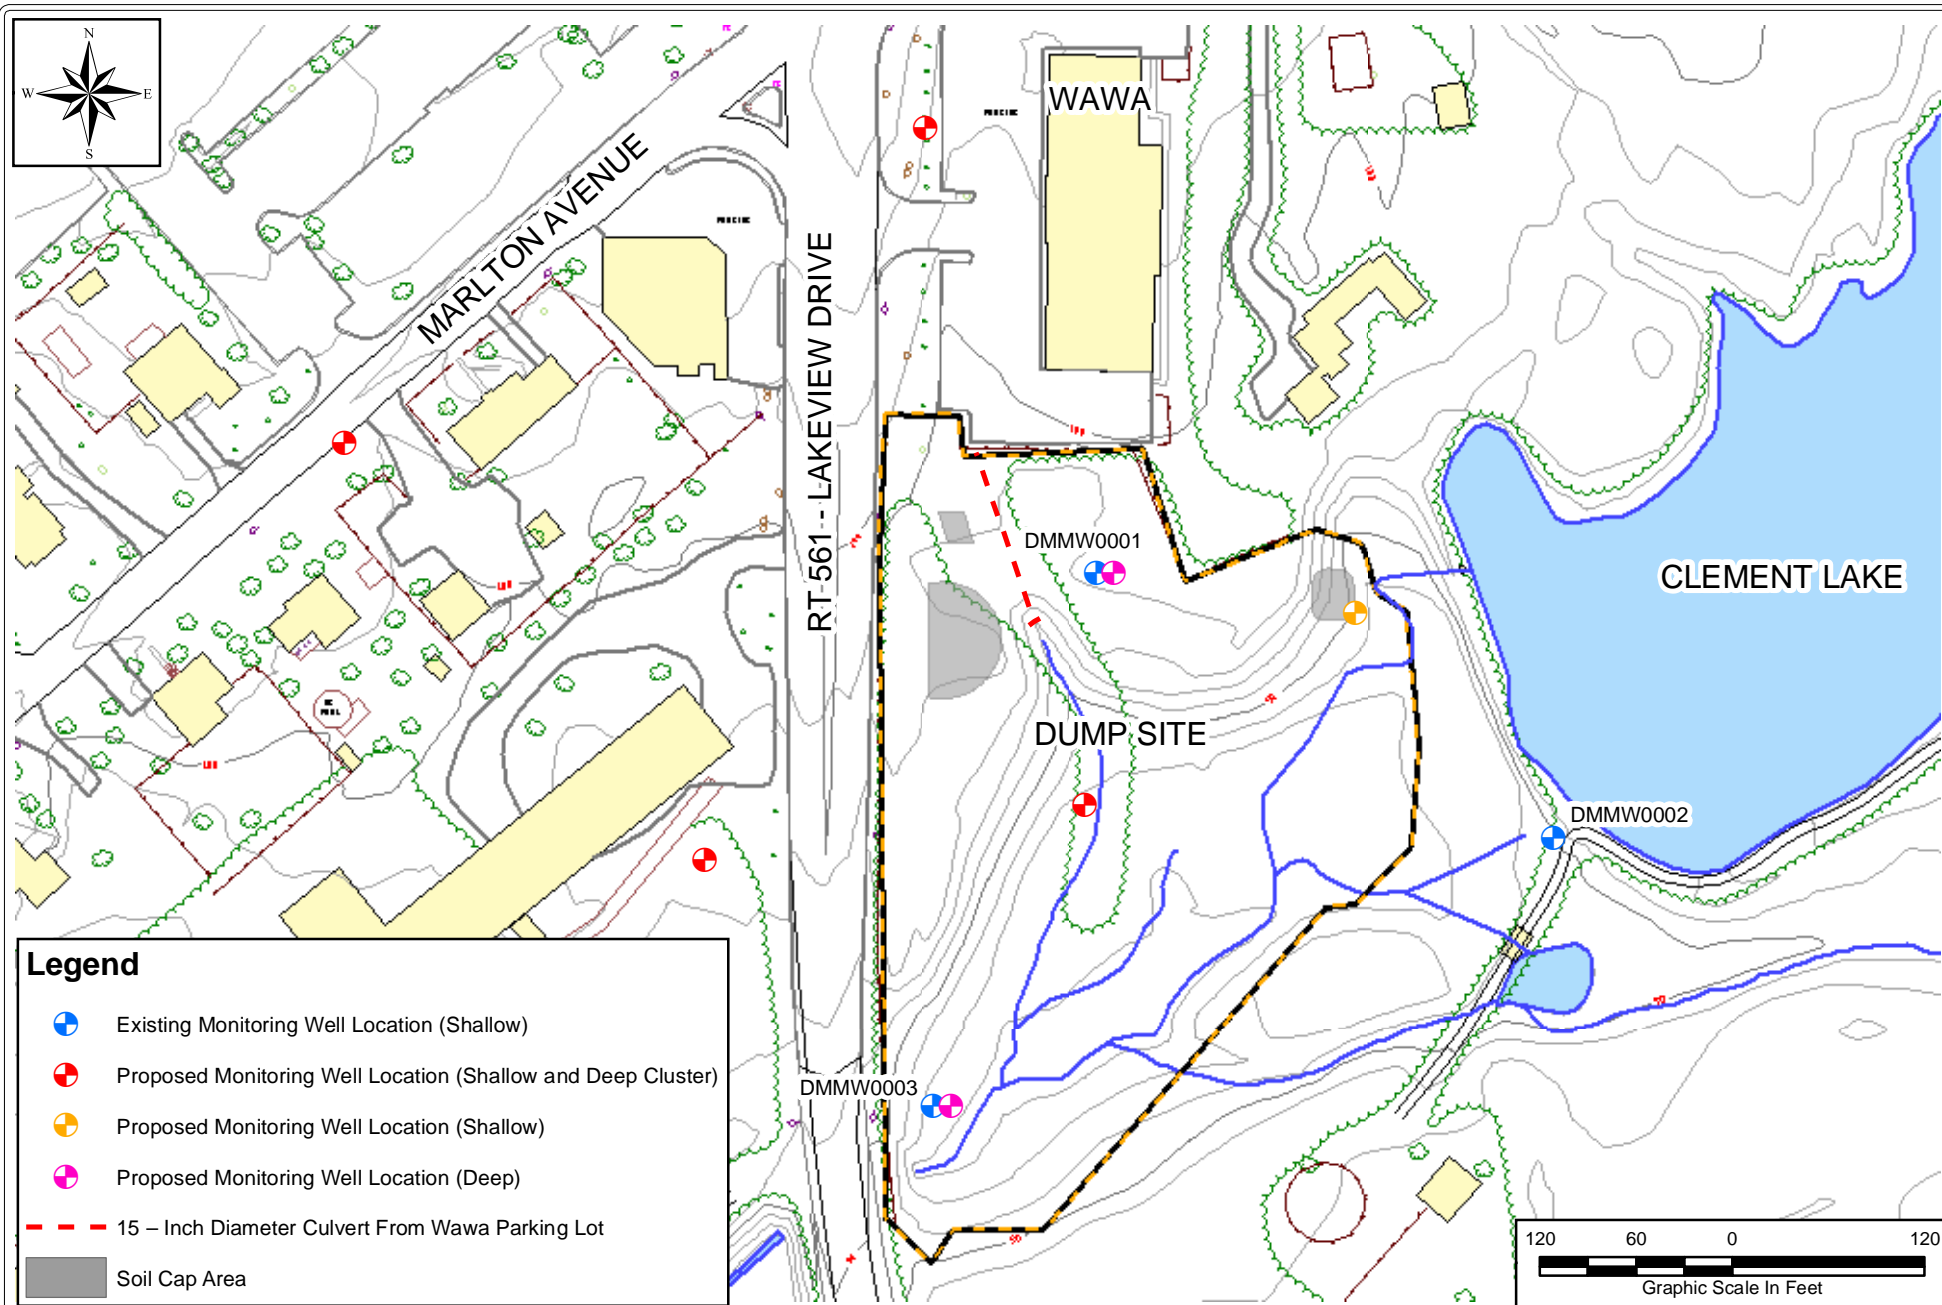 N
W
E
S
WAWA
MARLTON AVENUE
RT 561 - LAKEVIEW DRIVE
DMMW0001
CLEMENT LAKE
DUMP SITE
DMMW0002
DMMW0003
Legend
Existing Monitoring Well Location (Shallow)
Proposed Monitoring Well Location (Shallow and Deep Cluster)
Proposed Monitoring Well Location (Shallow)
Proposed Monitoring Well Location (Deep)
15 – Inch Diameter Culvert From Wawa Parking Lot
Soil Cap Area
120 60 0 120
Graphic Scale In Feet